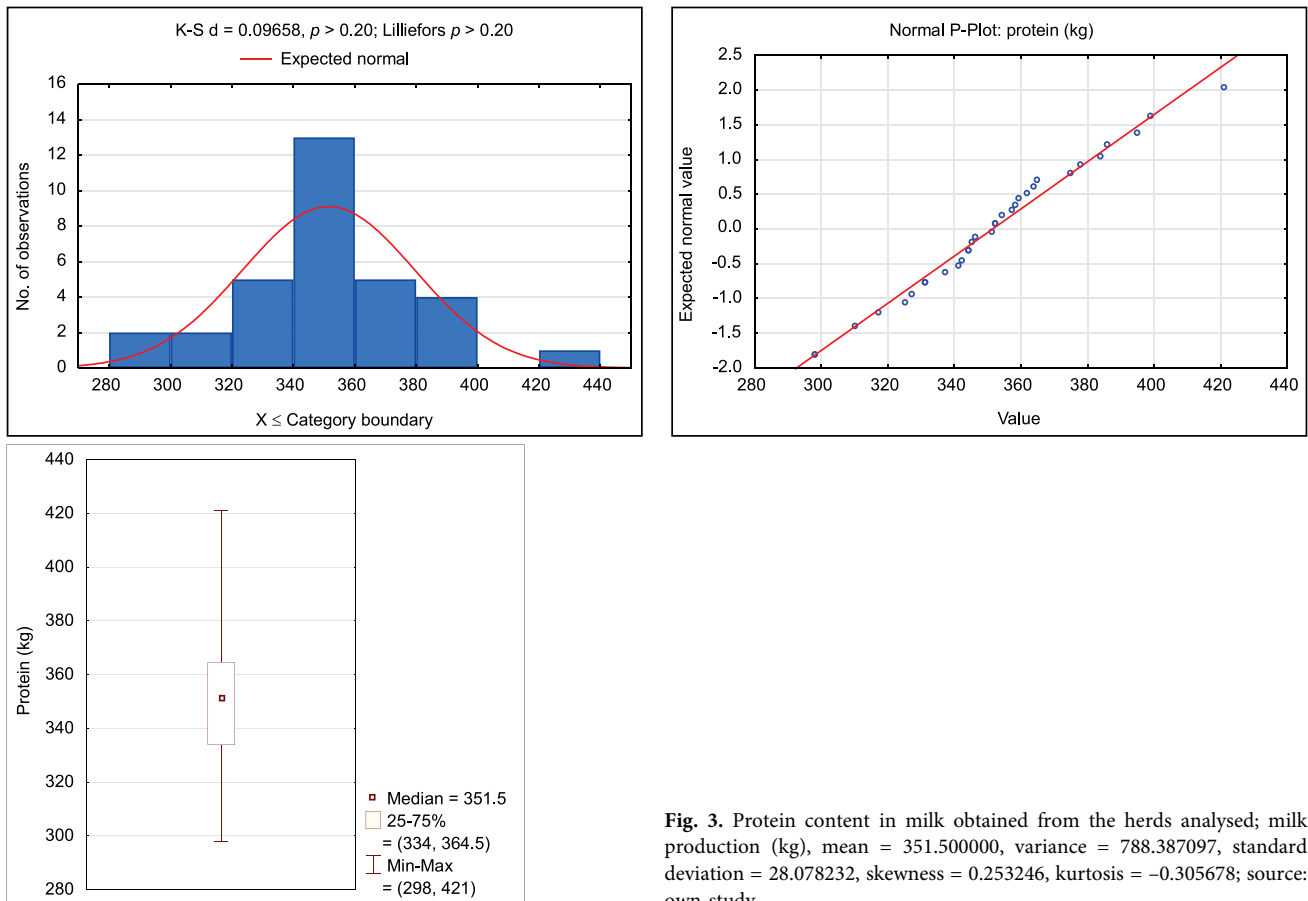 K-S d = 0.09658, p > 0.20; Lilliefors p > 0.20
Expected normal
16
14
12
10
8
6
4
2
0
No. of observations
280 300 320 340 360 380 400 420 440
X ≤ Category boundary
Normal P-Plot: protein (kg)
2.5
2.0
1.5
1.0
0.5
0.0
-0.5
-1.0
-1.5
-2.0
Expected normal value
280 300 320 340 360 380 400 420 440
Value
440
420
400
380
360
340
320
300
280
Protein (kg)
Median = 351.5
25-75%
= (334, 364.5)
Min-Max
= (298, 421)
Fig. 3. Protein content in milk obtained from the herds analysed; milk
production (kg), mean = 351.500000, variance = 788.387097, standard
deviation = 28.078232, skewness = 0.253246, kurtosis = –0.305678; source:
own study